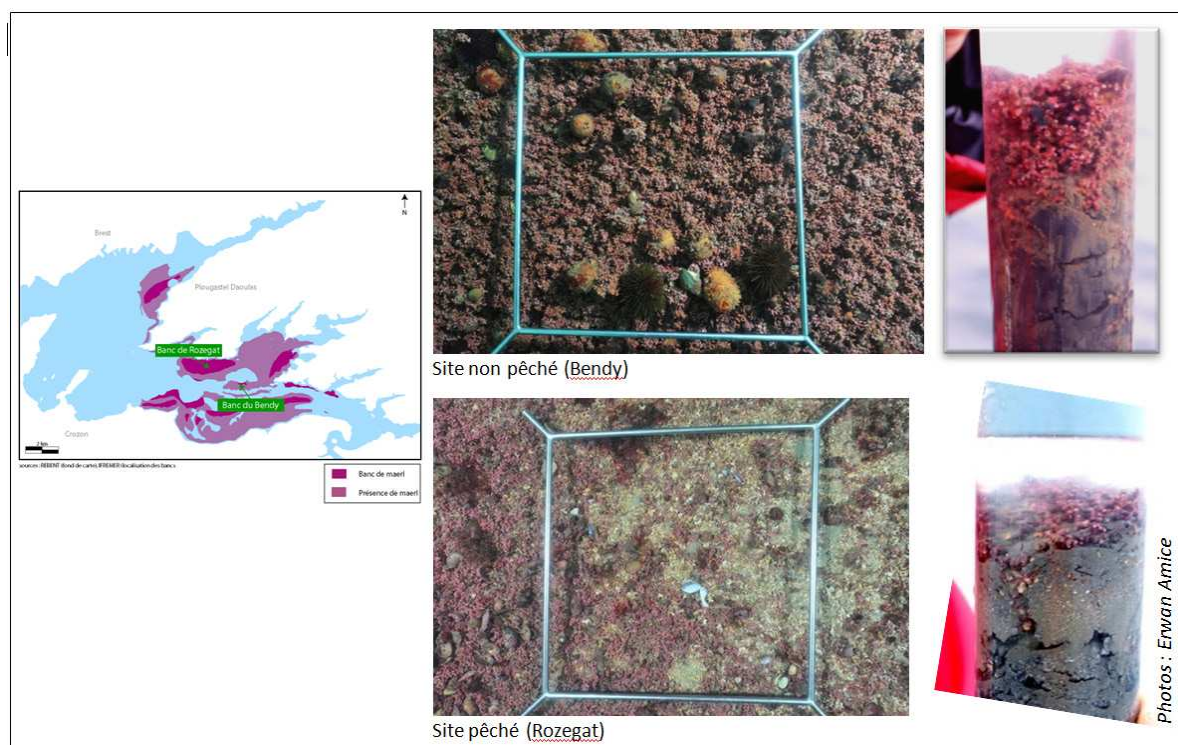 N
Brest
Plougastel Daoulas
Banc de Rozegat
Banc du Bendy
Crozon
2 km
sources : REBENT (fond de carte), IFREMER (localisation des bancs)
Banc de maerl
Présence de maerl
Site non pêché (Bendy)
Site pêché (Rozegat)
Photos : Erwan Amice